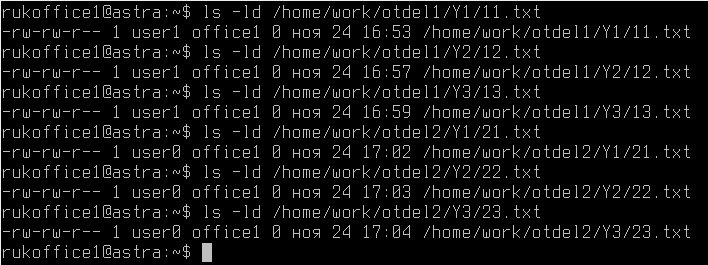 rukoffice1@astra:~$ ls -ld /home/work/otdel1/Y1/11.txt
-rw-rw-r-- 1 user1 office1 0 ноя 24 16:53 /home/work/otdel1/Y1/11.txt
rukoffice1@astra:~$ ls -ld /home/work/otdel1/Y2/12.txt
-rw-rw-r-- 1 user1 office1 0 ноя 24 16:57 /home/work/otdel1/Y2/12.txt
rukoffice1@astra:~$ ls -ld /home/work/otdel1/Y3/13.txt
-rw-rw-r-- 1 user1 office1 0 ноя 24 16:59 /home/work/otdel1/Y3/13.txt
rukoffice1@astra:~$ ls -ld /home/work/otdel2/Y1/21.txt
-rw-rw-r-- 1 user0 office1 0 ноя 24 17:02 /home/work/otdel2/Y1/21.txt
rukoffice1@astra:~$ ls -ld /home/work/otdel2/Y2/22.txt
-rw-rw-r-- 1 user0 office1 0 ноя 24 17:03 /home/work/otdel2/Y2/22.txt
rukoffice1@astra:~$ ls -ld /home/work/otdel2/Y3/23.txt
-rw-rw-r-- 1 user0 office1 0 ноя 24 17:04 /home/work/otdel2/Y3/23.txt
rukoffice1@astra:~$